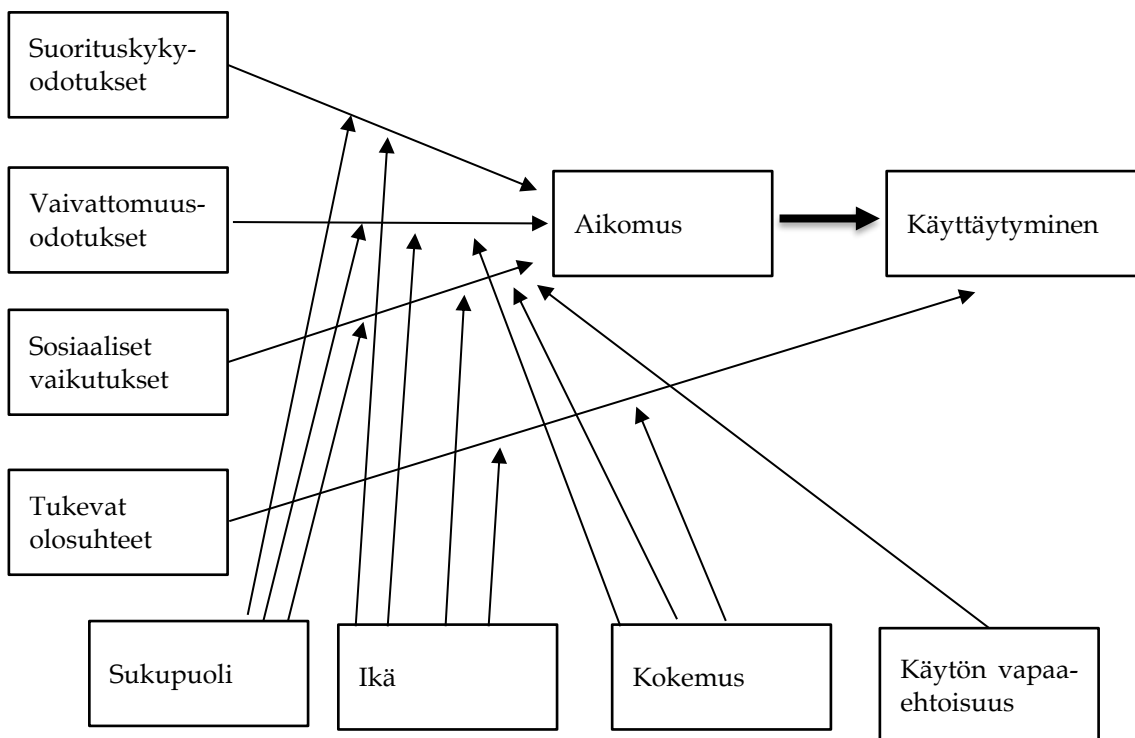 Suorituskyky-
odotukset
Vaivattomuus-
odotukset
Aikomus
Käyttäytyminen
Sosiaaliset
vaikutukset
Tukevat
olosuhteet
Sukupuoli
Ikä
Kokemus
Käytön vapaa-
ehtoisuus